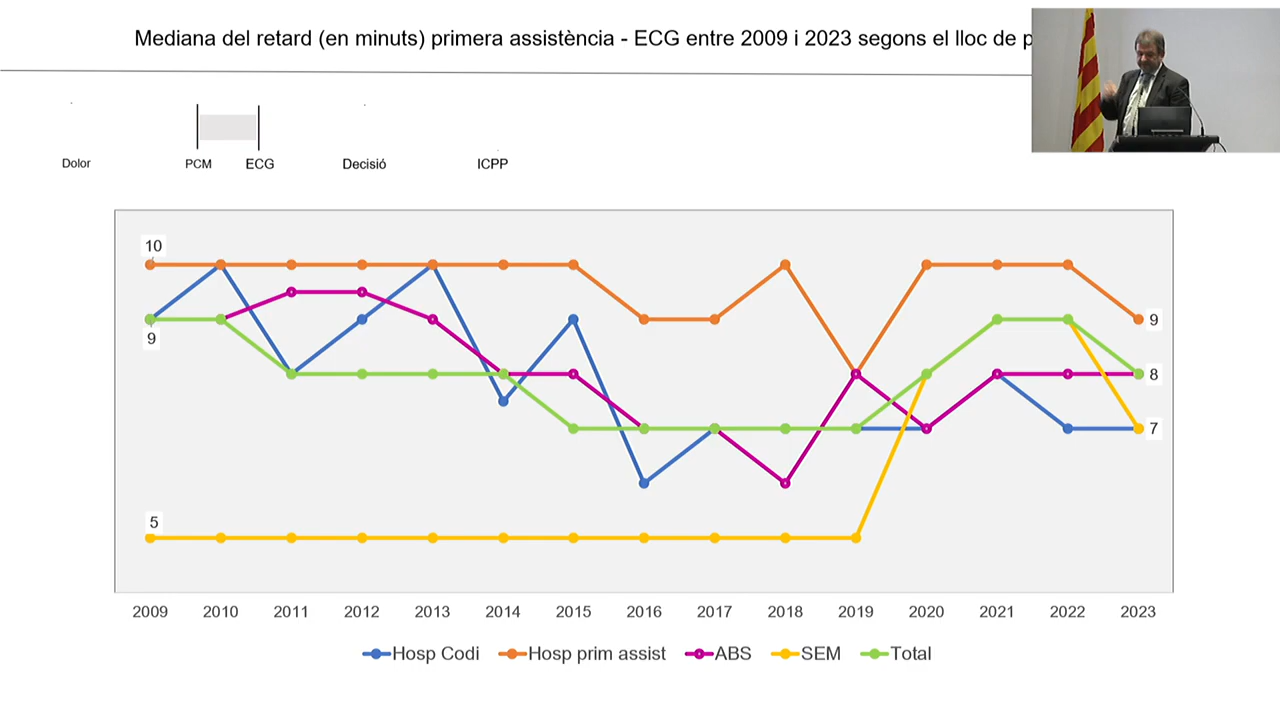 Mediana del retard (en minuts) primera assistència - ECG entre 2009 i 2023 segons el lloc de p
Dolor PCM ECG Decisió ICPP
10
9
5
9
8
7
2009 2010 2011 2012 2013 2014 2015 2016 2017 2018 2019 2020 2021 2022 2023
Hosp Codi Hosp prim assist ABS SEM Total